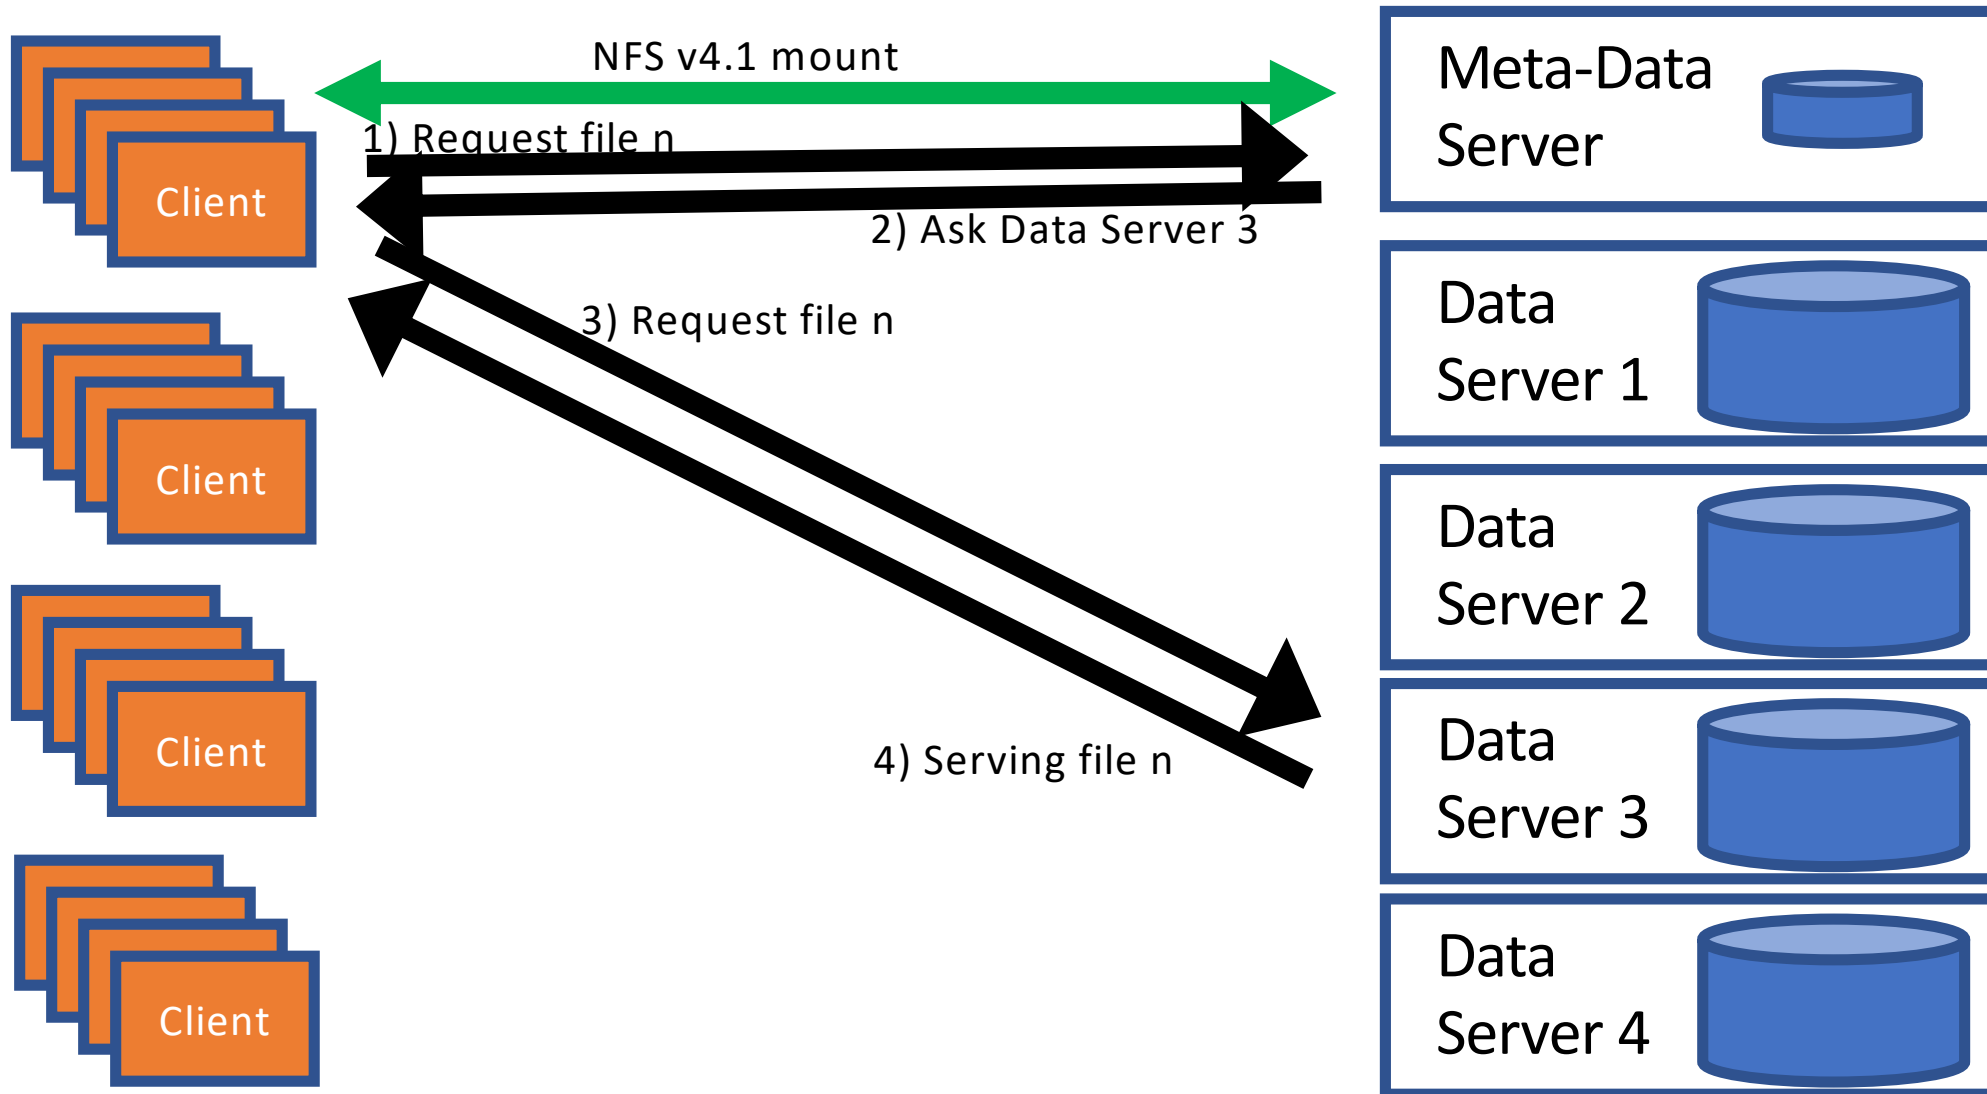 NFS v4.1 mount
Meta-Data
Server
1) Request file n
Client
2) Ask Data Server 3
Data
Server 1
3) Request file n
Client
Data
Server 2
Client
4) Serving file n
Data
Server 3
Client
Data
Server 4